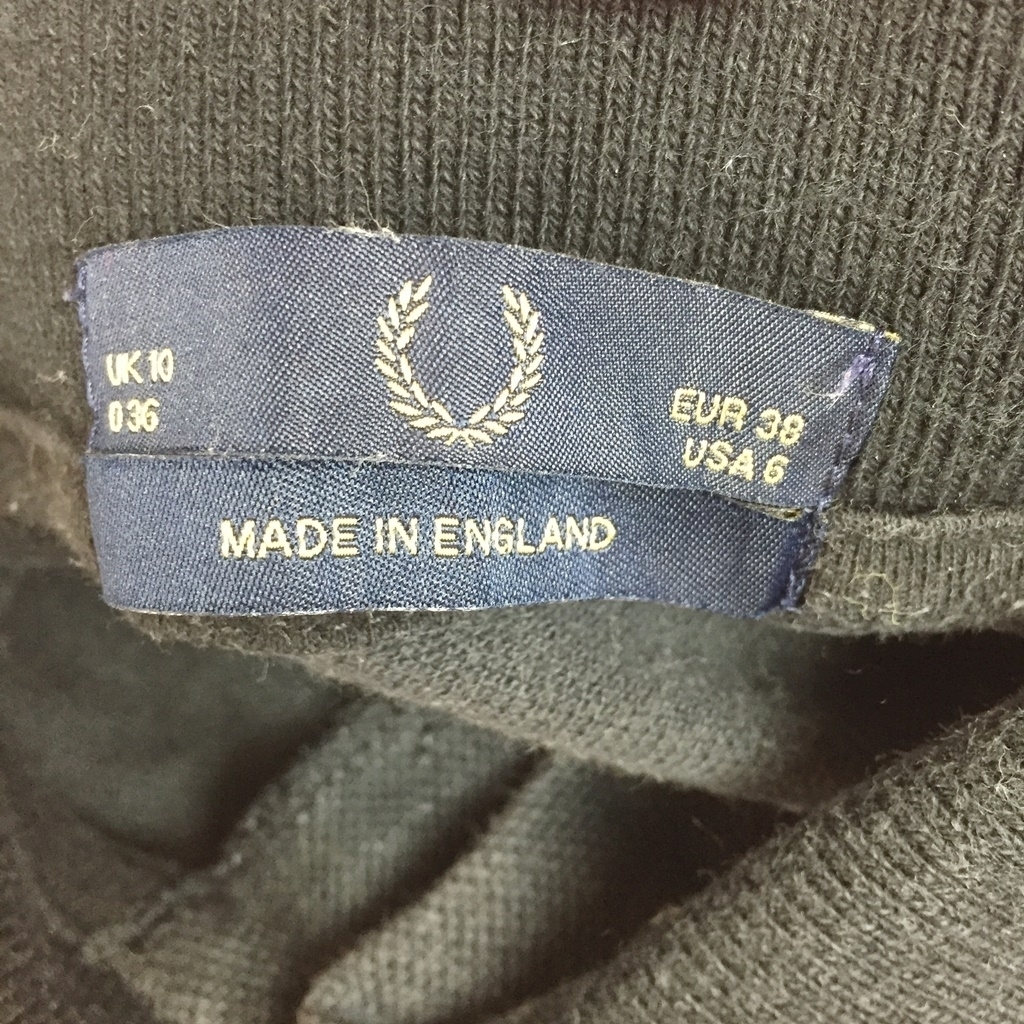 UK 10
D 36
EUR 38
USA 6
MADE IN ENGLAND